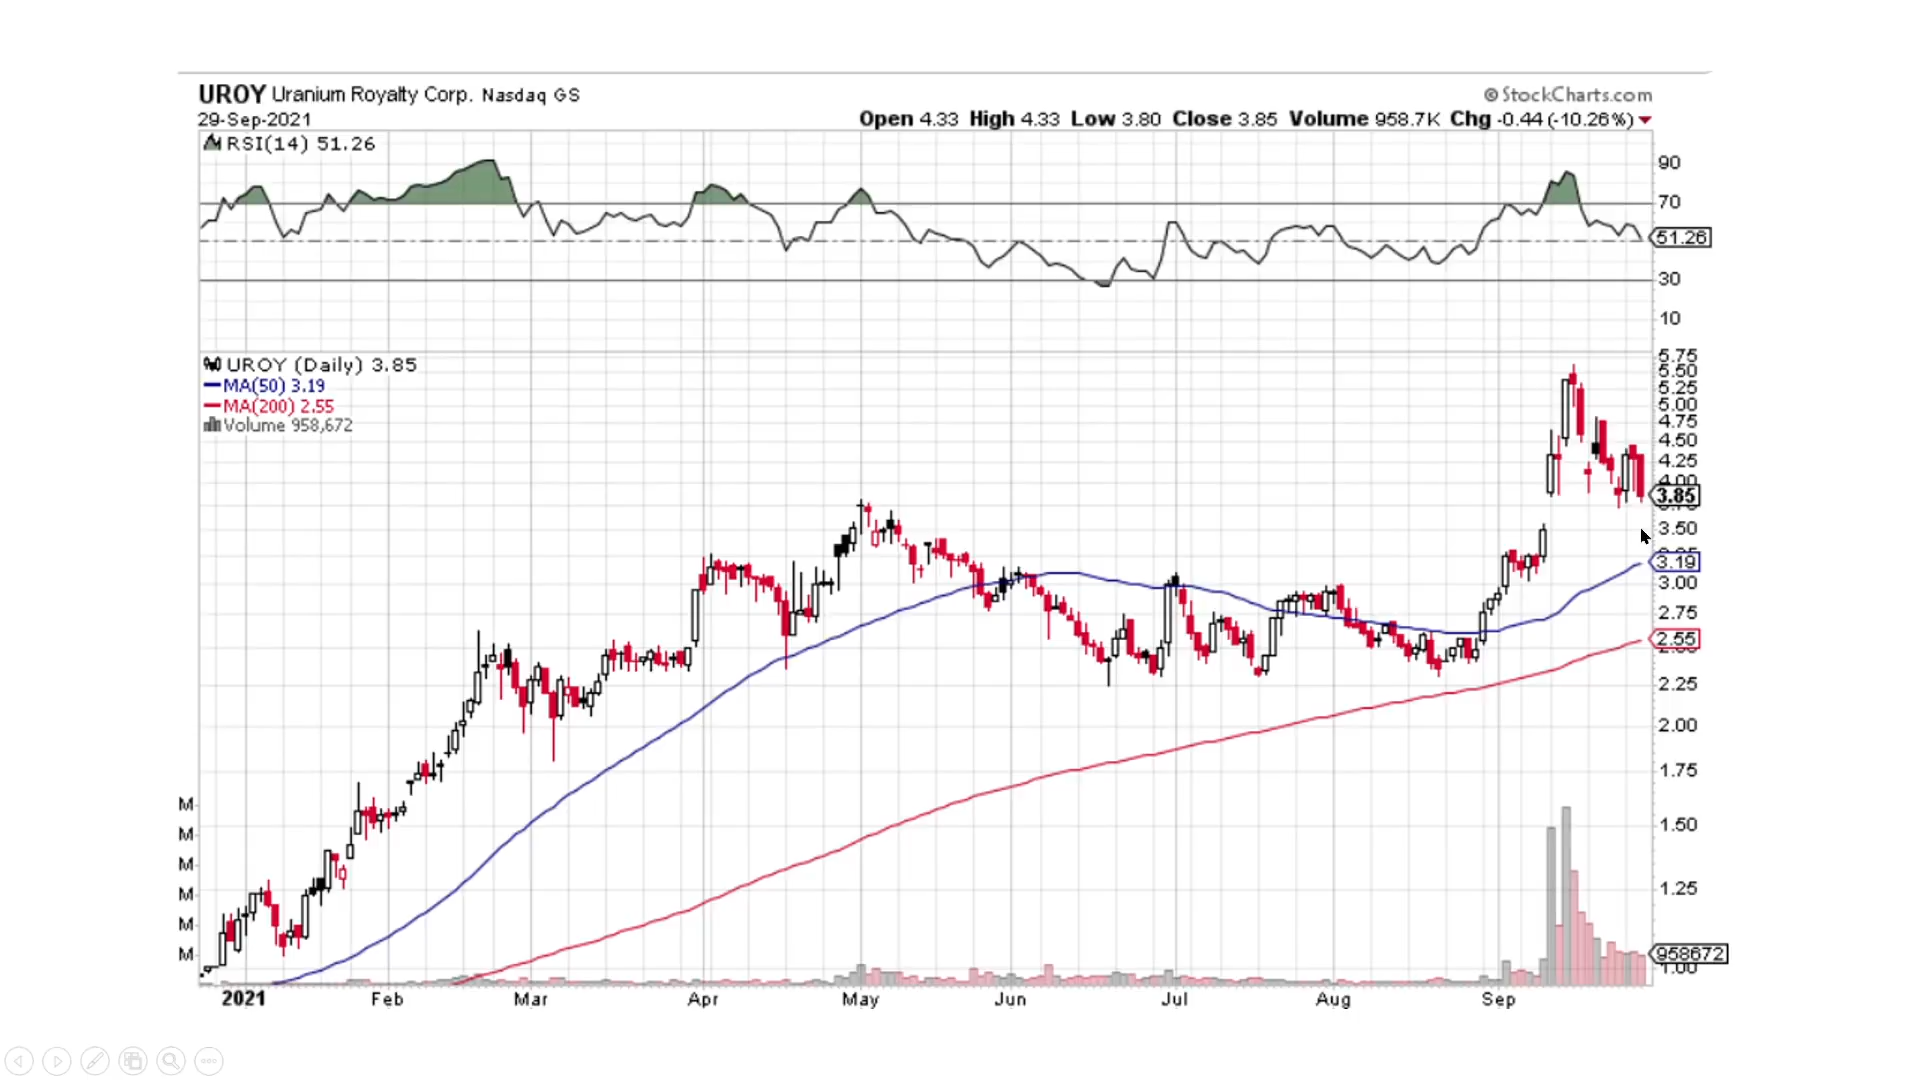 UROY Uranium Royalty Corp. Nasdaq GS
© StockCharts.com
29-Sep-2021
Open 4.33 High 4.33 Low 3.80 Close 3.85 Volume 958.7K Chg -0.44 (-10.26%)
RSI(14) 51.26
90
70
51.26
30
10
UROY (Daily) 3.85
MA(50) 3.19
MA(200) 2.55
Volume 958,672
5.75
5.50
5.25
5.00
4.75
4.50
4.25
4.00
3.85
3.50
3.19
3.00
2.75
2.55
2.25
2.00
1.75
1.50
1.25
958672
1.00
M
M
M
M
M
M
2021 Feb Mar Apr May Jun Jul Aug Sep